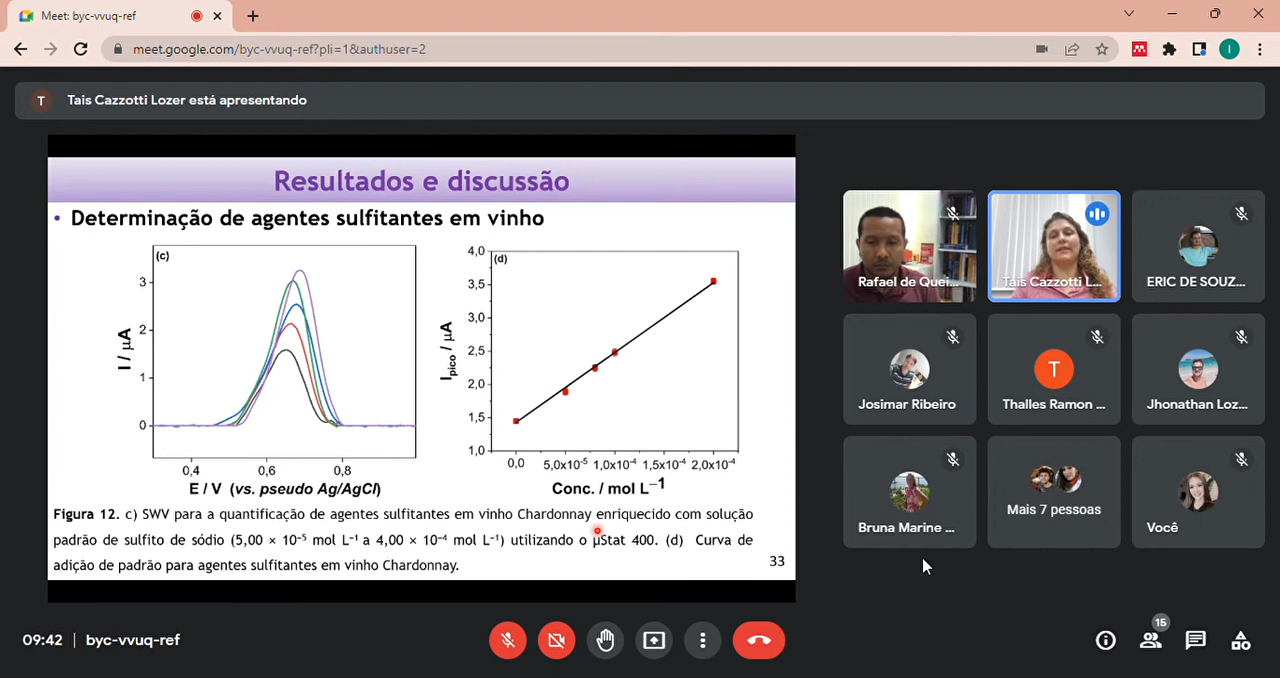 Meet: byc-vvuq-ref
meet.google.com/byc-vvuq-ref?pli=1&authuser=2
I
T
Tais Cazzotti Lozer está apresentando
Resultados e discussão
• Determinação de agentes sulfitantes em vinho
(c)
3
2
1
0
I / µA
0,4 0,6 0,8
E / V (vs. pseudo Ag/AgCl)
(d)
4,0
3,5
3,0
2,5
2,0
1,5
1,0
Ipico / µA
0,0 5,0x10⁻⁵ 1,0x10⁻⁴ 1,5x10⁻⁴ 2,0x10⁻⁴
Conc. / mol L⁻¹
Figura 12. c) SWV para a quantificação de agentes sulfitantes em vinho Chardonnay enriquecido com solução
padrão de sulfito de sódio (5,00 × 10⁻⁵ mol L⁻¹ a 4,00 × 10⁻⁴ mol L⁻¹) utilizando o µStat 400. (d) Curva de
adição de padrão para agentes sulfitantes em vinho Chardonnay.
33
Rafael de Quei...
Tais Cazzotti L...
ERIC DE SOUZ...
Josimar Ribeiro
T
Thalles Ramon ...
Jhonathan Loz...
Bruna Marine ...
Mais 7 pessoas
Você
09:42 | byc-vvuq-ref
15